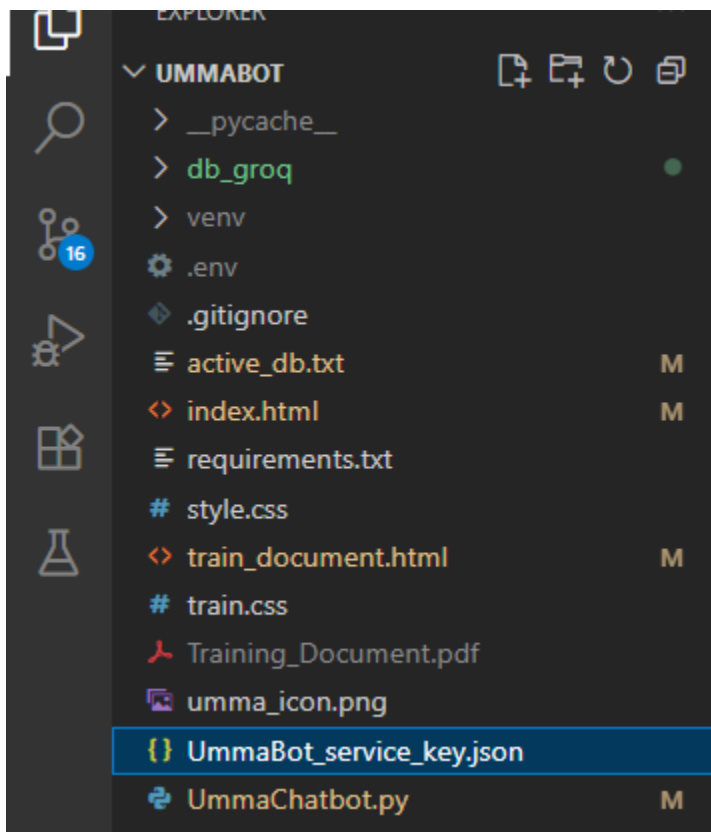 EXPLORER
UMMABOT
__pycache__
db_groq
16
venv
.env
.gitignore
active_db.txt M
index.html M
requirements.txt
# style.css
train_document.html M
# train.css
Training_Document.pdf
umma_icon.png
{} UmmaBot_service_key.json
UmmaChatbot.py M